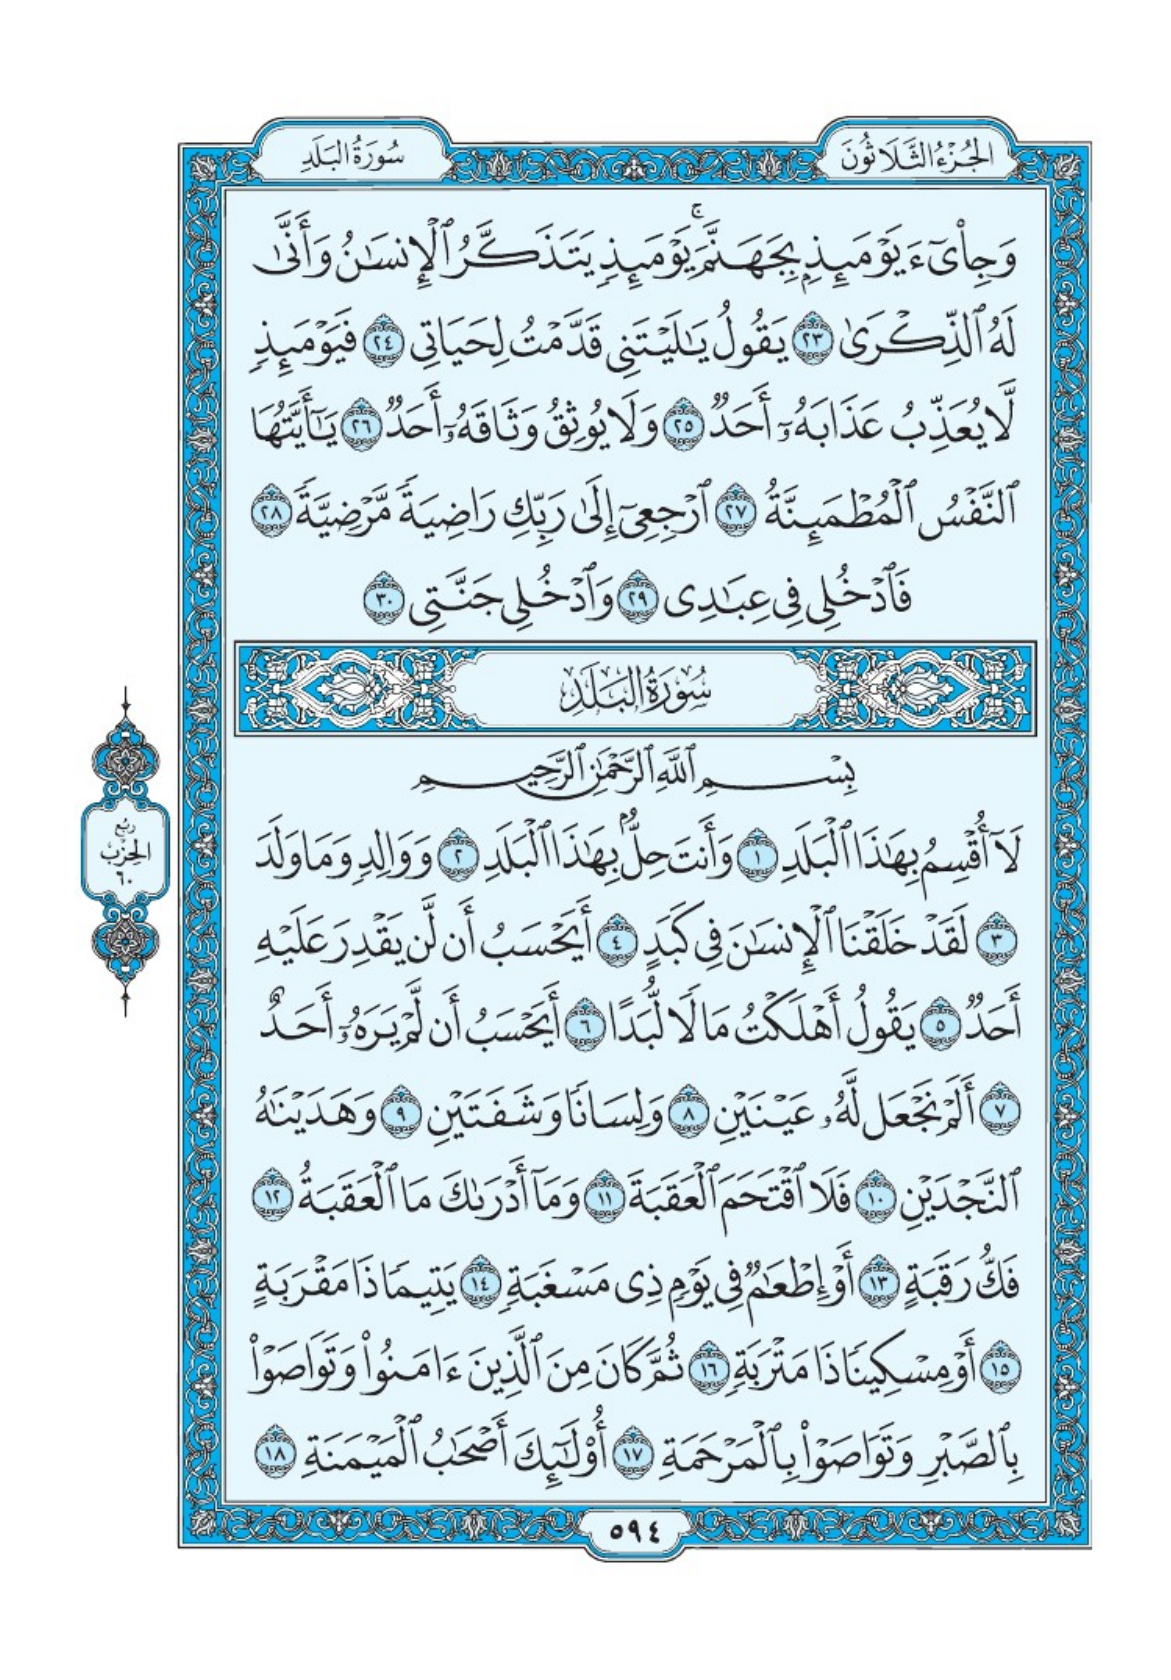 الجُزْءُ الثَّلَاثُونَ
سُورَةُ البَلَدِ
وَجِاْىٓءَ يَوْمَئِذِۭ بِجَهَنَّمَۚ يَوْمَئِذٖ يَتَذَكَّرُ ٱلْإِنسَٰنُ وَأَنَّىٰ
لَهُ ٱلذِّكْرَىٰ ٢٣ يَقُولُ يَٰلَيْتَنِى قَدَّمْتُ لِحَيَاتِى ٢٤ فَيَوْمَئِذٖ
لَّا يُعَذِّبُ عَذَابَهُۥٓ أَحَدٞ ٢٥ وَلَا يُوثِقُ وَثَاقَهُۥٓ أَحَدٞ ٢٦ يَٰٓأَيَّتُهَا
ٱلنَّفْسُ ٱلْمُطْمَئِنَّةُ ٢٧ ٱرْجِعِىٓ إِلَىٰ رَبِّكِ رَاضِيَةٗ مَّرْضِيَّةٗ ٢٨
فَٱدْخُلِى فِى عِبَٰدِى ٢٩ وَٱدْخُلِى جَنَّتِى ٣٠
سُورَةُ البَلَدِ
بِسْمِ ٱللَّهِ ٱلرَّحْمَٰنِ ٱلرَّحِيمِ
لَآ أُقْسِمُ بِهَٰذَا ٱلْبَلَدِ ١ وَأَنتَ حِلُّۢ بِهَٰذَا ٱلْبَلَدِ ٢ وَوَالِدٖ وَمَا وَلَدَ
٣ لَقَدْ خَلَقْنَا ٱلْإِنسَٰنَ فِى كَبَدٍ ٤ أَيَحْسَبُ أَن لَّن يَقْدِرَ عَلَيْهِ
أَحَدٞ ٥ يَقُولُ أَهْلَكْتُ مَالٗا لُّبَدًا ٦ أَيَحْسَبُ أَن لَّمْ يَرَهُۥٓ أَحَدٌ
٧ أَلَمْ نَجْعَل لَّهُۥ عَيْنَيْنِ ٨ وَلِسَانٗا وَشَفَتَيْنِ ٩ وَهَدَيْنَٰهُ
ٱلنَّجْدَيْنِ ١٠ فَلَا ٱقْتَحَمَ ٱلْعَقَبَةَ ١١ وَمَآ أَدْرَىٰكَ مَا ٱلْعَقَبَةُ ١٢
فَكُّ رَقَبَةٍ ١٣ أَوْ إِطْعَٰمٞ فِى يَوْمٖ ذِى مَسْغَبَةٖ ١٤ يَتِيمٗا ذَا مَقْرَبَةٍ
١٥ أَوْ مِسْكِينٗا ذَا مَتْرَبَةٖ ١٦ ثُمَّ كَانَ مِنَ ٱلَّذِينَ ءَامَنُوا۟ وَتَوَاصَوْا۟
بِٱلصَّبْرِ وَتَوَاصَوْا۟ بِٱلْمَرْحَمَةِ ١٧ أُو۟لَٰٓئِكَ أَصْحَٰبُ ٱلْمَيْمَنَةِ ١٨
رُبُع
الحِزْب
٦٠
٥٩٤